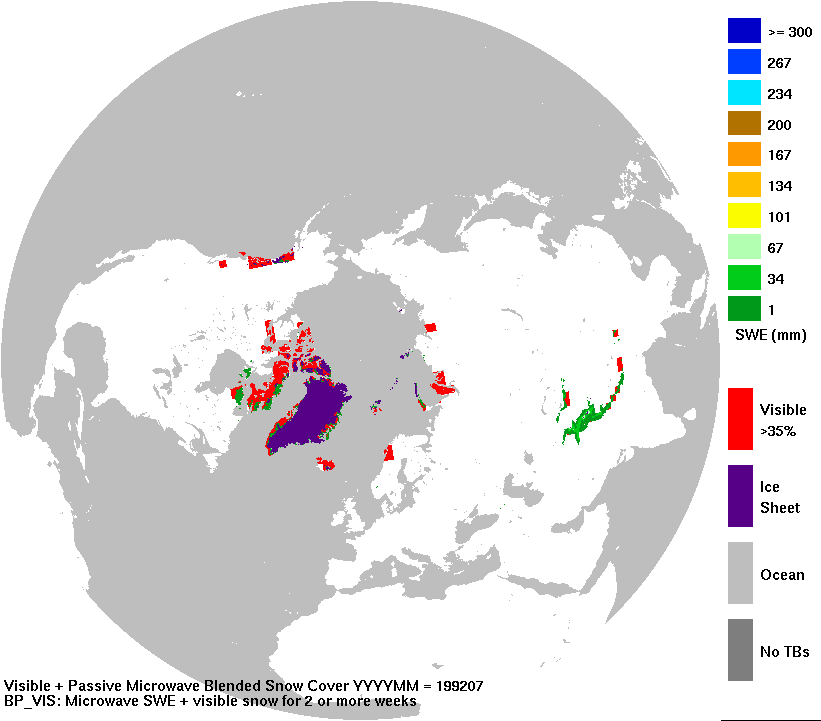 >= 300
267
234
200
167
134
101
67
34
1
SWE (mm)
Visible
>35%
Ice
Sheet
Ocean
No TBs
Visible + Passive Microwave Blended Snow Cover YYYYMM = 199207
BP_VIS: Microwave SWE + visible snow for 2 or more weeks